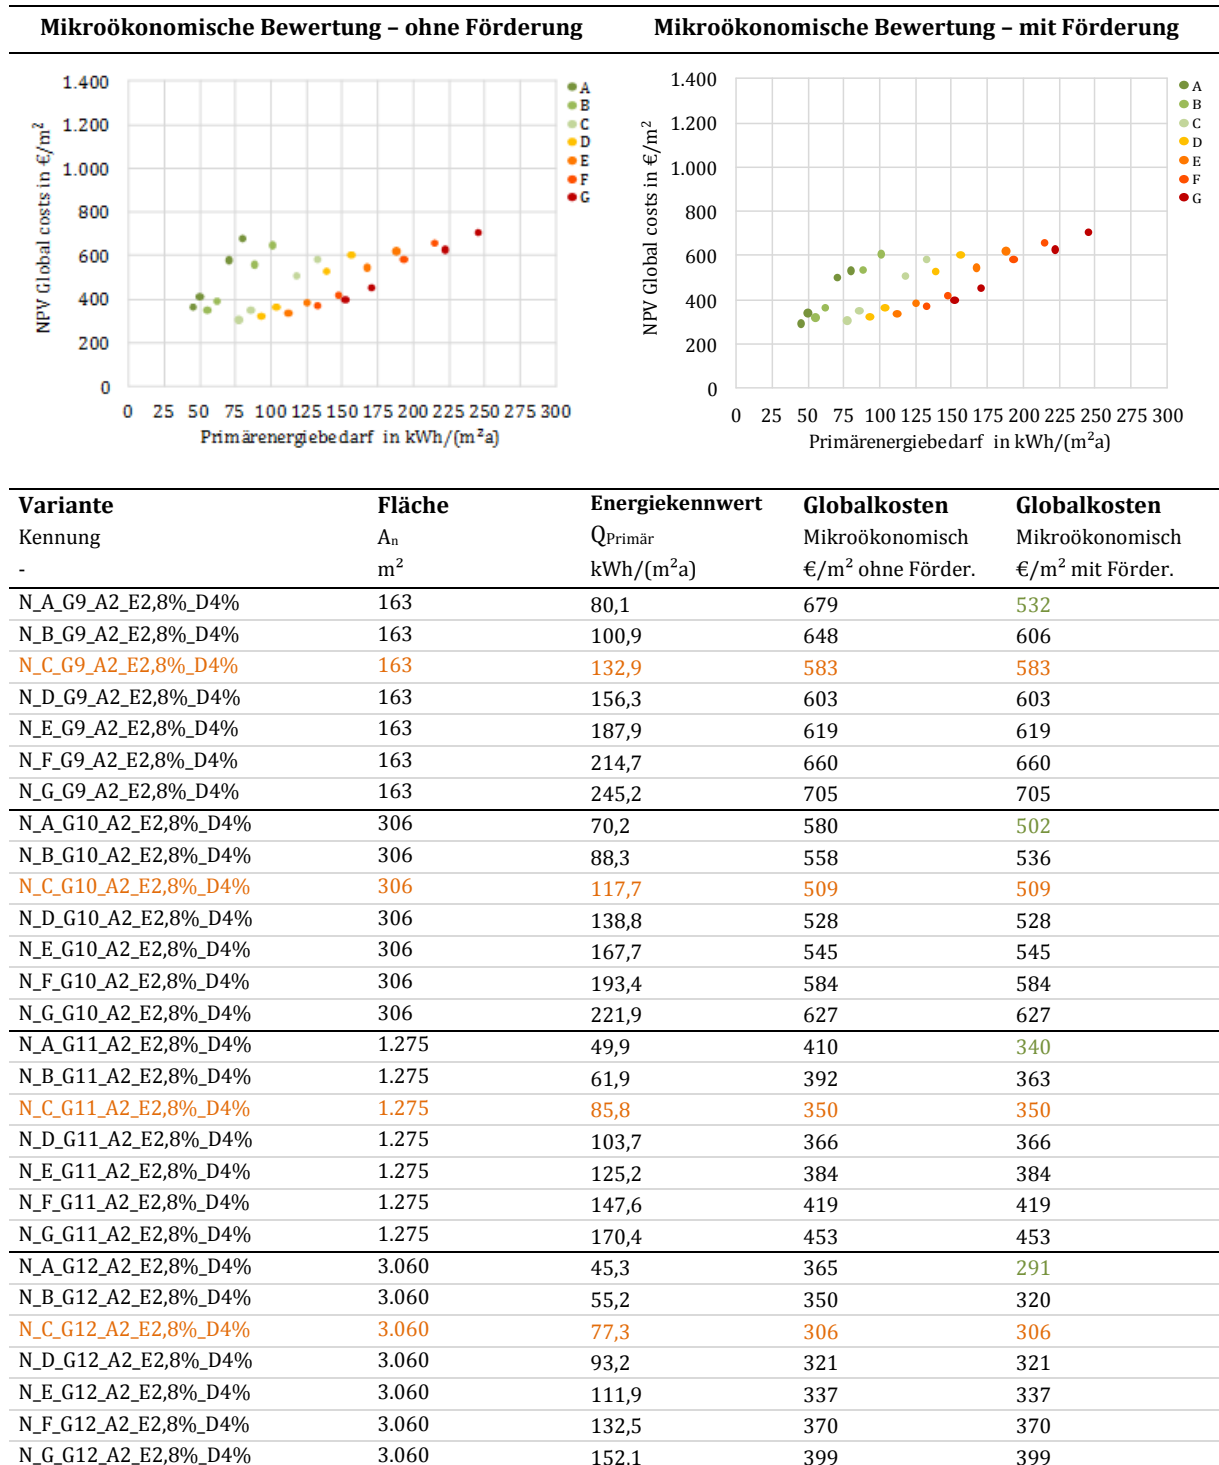 Mikroökonomische Bewertung – ohne Förderung Mikroökonomische Bewertung – mit Förderung
NPV Global costs in €/m²
1.400
1.200
1.000
800
600
400
200
0
0 25 50 75 100 125 150 175 200 225 250 275 300
Primärenergiebedarf in kWh/(m²a)
A
B
C
D
E
F
G
NPV Global costs in €/m²
1.400
1.200
1.000
800
600
400
200
0
0 25 50 75 100 125 150 175 200 225 250 275 300
Primärenergiebedarf in kWh/(m²a)
A
B
C
D
E
F
G
Variante Fläche Energiekennwert Globalkosten Globalkosten
Kennung Aₙ Q Primär Mikroökonomisch Mikroökonomisch
- m² kWh/(m²a) €/m² ohne Förder. €/m² mit Förder.
N_A_G9_A2_E2,8%_D4% 163 80,1 679 532
N_B_G9_A2_E2,8%_D4% 163 100,9 648 606
N_C_G9_A2_E2,8%_D4% 163 132,9 583 583
N_D_G9_A2_E2,8%_D4% 163 156,3 603 603
N_E_G9_A2_E2,8%_D4% 163 187,9 619 619
N_F_G9_A2_E2,8%_D4% 163 214,7 660 660
N_G_G9_A2_E2,8%_D4% 163 245,2 705 705
N_A_G10_A2_E2,8%_D4% 306 70,2 580 502
N_B_G10_A2_E2,8%_D4% 306 88,3 558 536
N_C_G10_A2_E2,8%_D4% 306 117,7 509 509
N_D_G10_A2_E2,8%_D4% 306 138,8 528 528
N_E_G10_A2_E2,8%_D4% 306 167,7 545 545
N_F_G10_A2_E2,8%_D4% 306 193,4 584 584
N_G_G10_A2_E2,8%_D4% 306 221,9 627 627
N_A_G11_A2_E2,8%_D4% 1.275 49,9 410 340
N_B_G11_A2_E2,8%_D4% 1.275 61,9 392 363
N_C_G11_A2_E2,8%_D4% 1.275 85,8 350 350
N_D_G11_A2_E2,8%_D4% 1.275 103,7 366 366
N_E_G11_A2_E2,8%_D4% 1.275 125,2 384 384
N_F_G11_A2_E2,8%_D4% 1.275 147,6 419 419
N_G_G11_A2_E2,8%_D4% 1.275 170,4 453 453
N_A_G12_A2_E2,8%_D4% 3.060 45,3 365 291
N_B_G12_A2_E2,8%_D4% 3.060 55,2 350 320
N_C_G12_A2_E2,8%_D4% 3.060 77,3 306 306
N_D_G12_A2_E2,8%_D4% 3.060 93,2 321 321
N_E_G12_A2_E2,8%_D4% 3.060 111,9 337 337
N_F_G12_A2_E2,8%_D4% 3.060 132,5 370 370
N_G_G12_A2_E2,8%_D4% 3.060 152,1 399 399